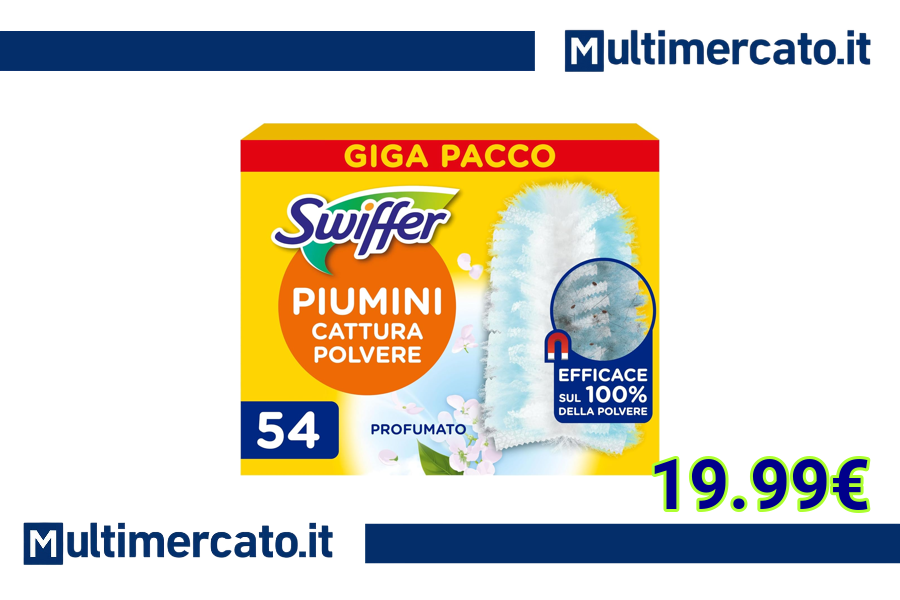 Multimercato.it
GIGA PACCO
Swiffer
PIUMINI
CATTURA
POLVERE
EFFICACE
SUL 100%
DELLA POLVERE
54
PROFUMATO
19.99€
Multimercato.it